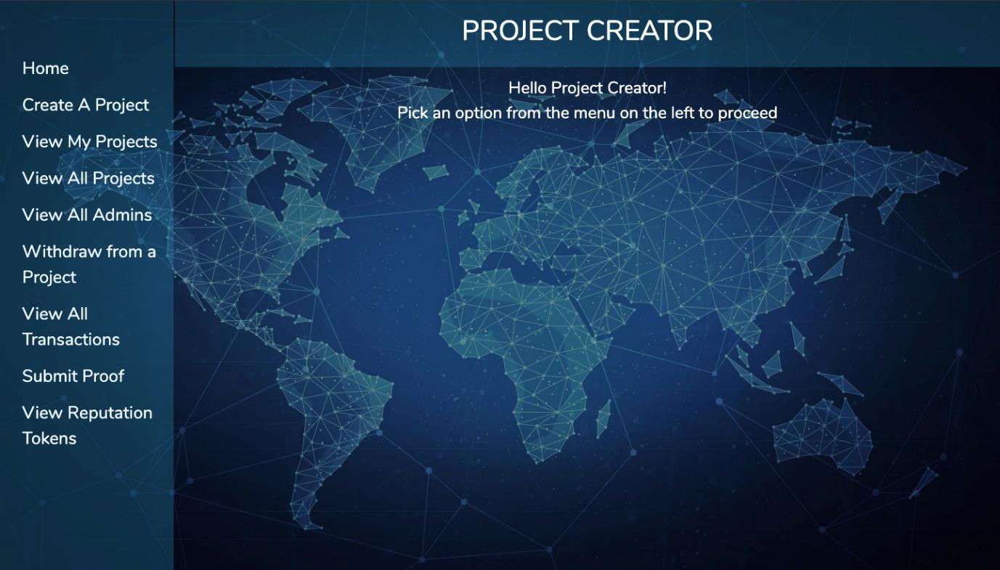 PROJECT CREATOR
Home
Create A Project
View My Projects
View All Projects
View All Admins
Withdraw from a
Project
View All
Transactions
Submit Proof
View Reputation
Tokens
Hello Project Creator!
Pick an option from the menu on the left to proceed